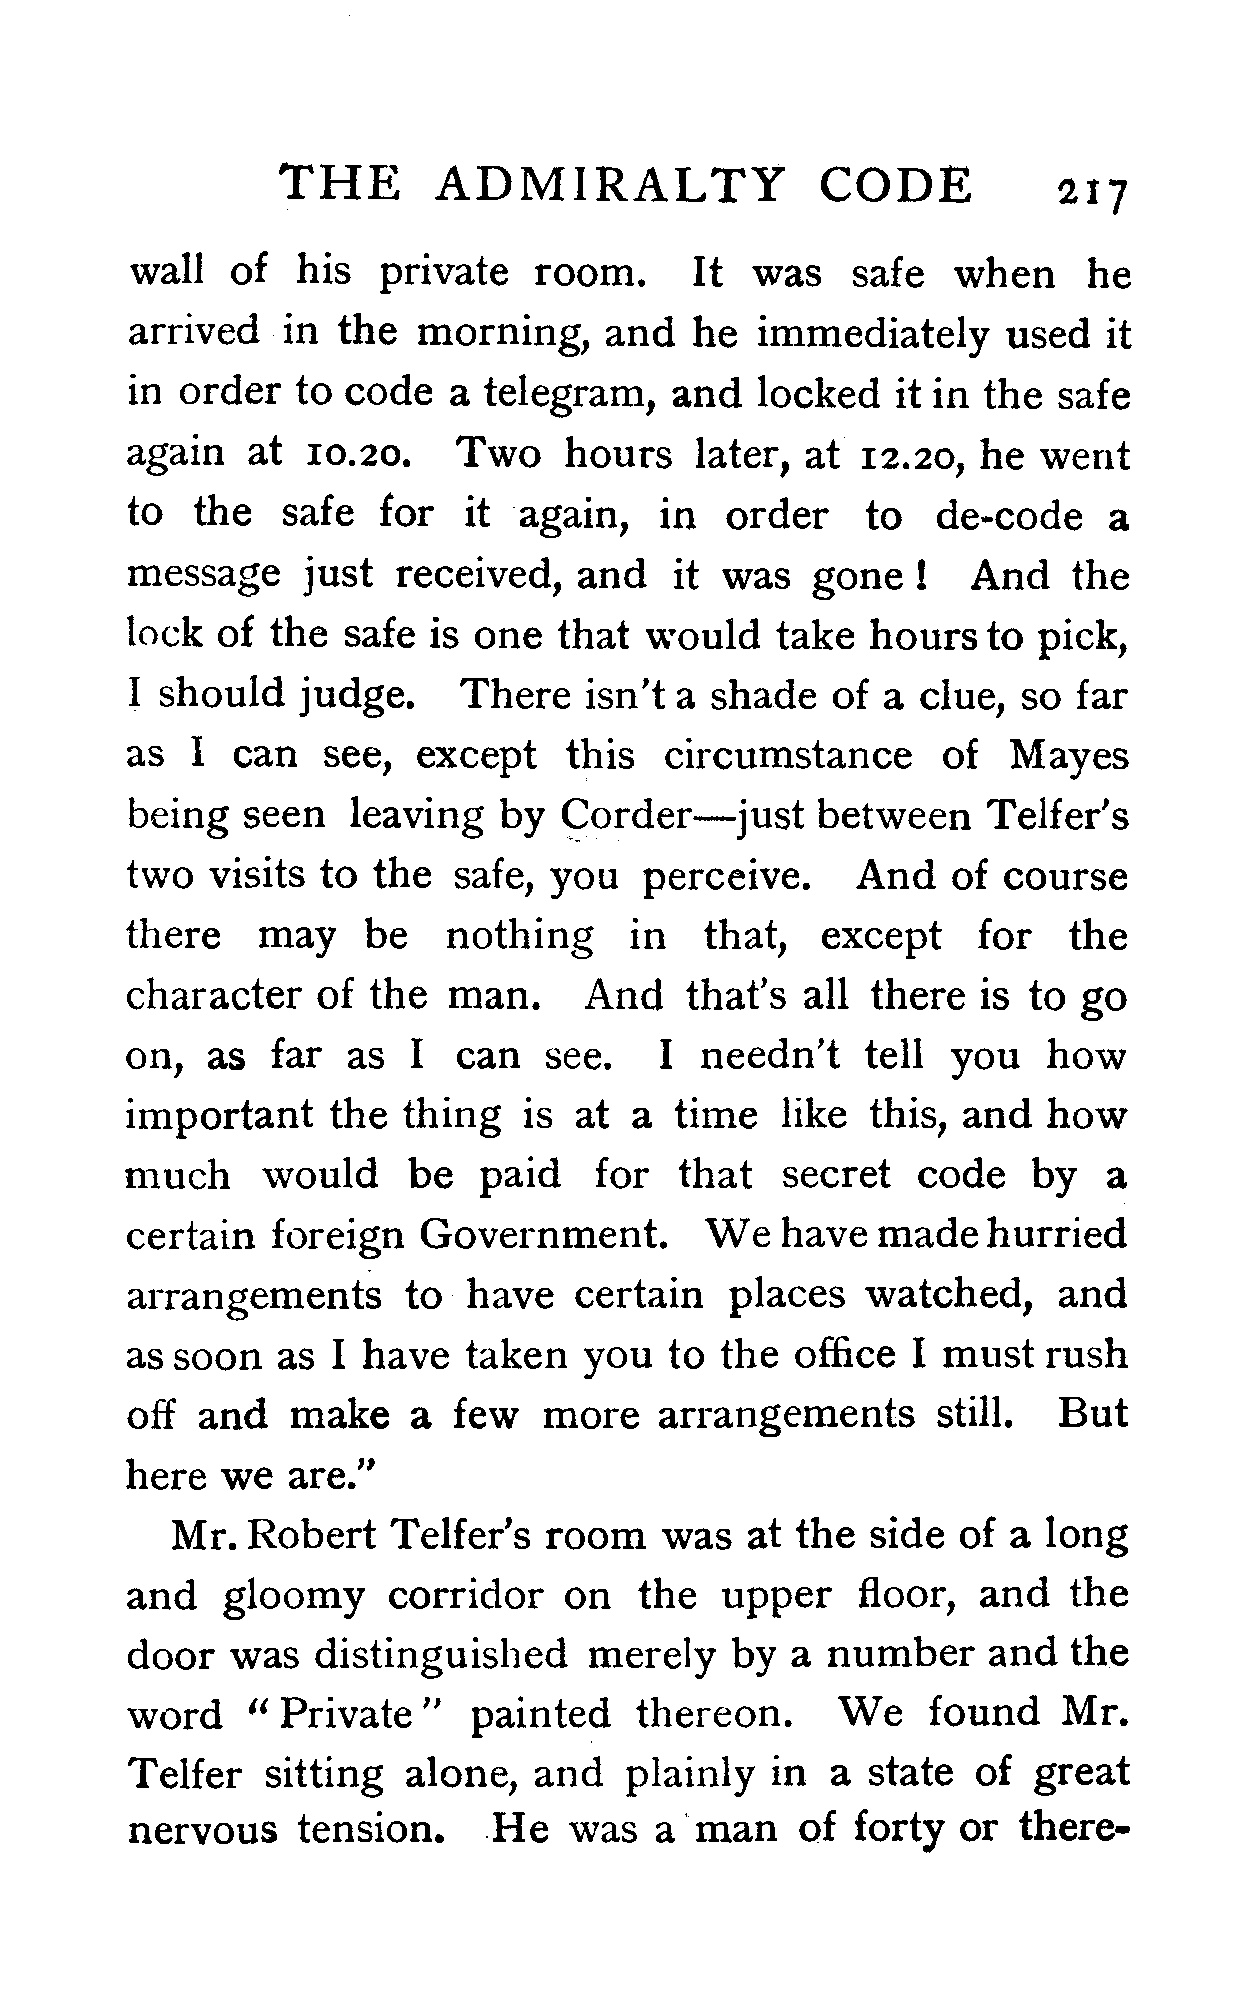 THE ADMIRALTY CODE 217
wall of his private room. It was safe when he
arrived in the morning, and he immediately used it
in order to code a telegram, and locked it in the safe
again at 10.20. Two hours later, at 12.20, he went
to the safe for it again, in order to de-code a
message just received, and it was gone ! And the
lock of the safe is one that would take hours to pick,
I should judge. There isn't a shade of a clue, so far
as I can see, except this circumstance of Mayes
being seen leaving by Corder—just between Telfer's
two visits to the safe, you perceive. And of course
there may be nothing in that, except for the
character of the man. And that's all there is to go
on, as far as I can see. I needn't tell you how
important the thing is at a time like this, and how
much would be paid for that secret code by a
certain foreign Government. We have made hurried
arrangements to have certain places watched, and
as soon as I have taken you to the office I must rush
off and make a few more arrangements still. But
here we are."
Mr. Robert Telfer's room was at the side of a long
and gloomy corridor on the upper floor, and the
door was distinguished merely by a number and the
word " Private " painted thereon. We found Mr.
Telfer sitting alone, and plainly in a state of great
nervous tension. He was a man of forty or there-